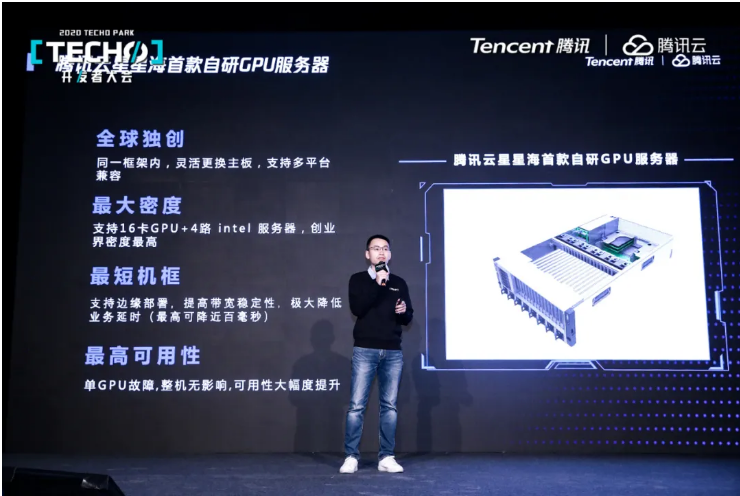 2020 TECHO PARK
TECHO
开发者大会
Tencent 腾讯
腾讯云
Tencent 腾讯
腾讯云
腾讯云星星海首款自研GPU服务器
全球独创
同一框架内，灵活更换主板，支持多平台
兼容
最大密度
支持16卡GPU+4路 intel 服务器，创业
界密度最高
最短机框
支持边缘部署，提高带宽稳定性，极大降低
业务延时（最高可降近百毫秒）
最高可用性
单GPU故障,整机无影响,可用性大幅度提升
腾讯云星星海首款自研GPU服务器